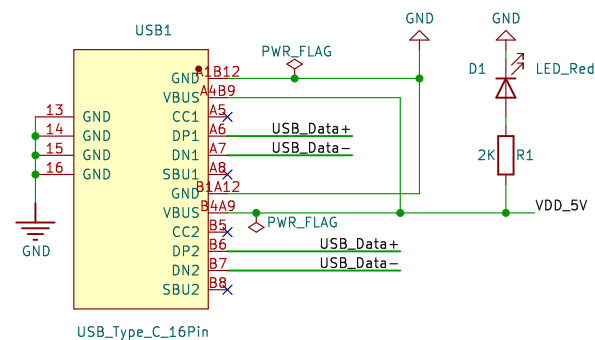 GND GND
USB1
PWR_FLAG
D1 LED_Red
A1B12
GND
A4B9
VBUS
13 GND CC1 A5
14 GND DP1 A6 USB_Data+
15 GND DN1 A7 USB_Data-
2K R1
16 GND SBU1 A8
GND B1A12
VBUS B4A9 VDD_5V
PWR_FLAG
CC2 B5
GND DP2 B6 USB_Data+
DN2 B7 USB_Data-
SBU2 B8
USB_Type_C_16Pin